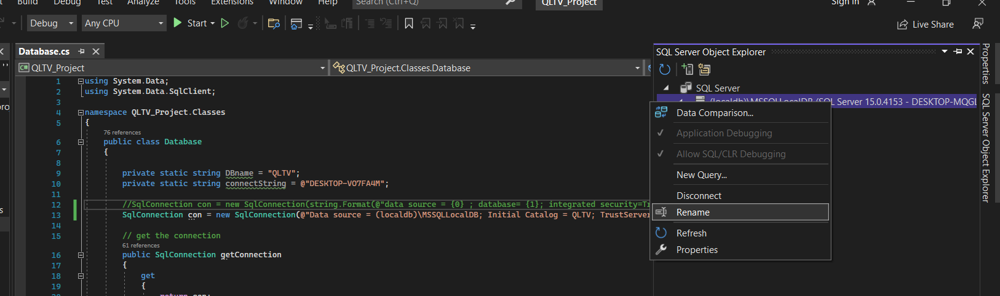 Build Debug Test Analyze Tools Extensions Window Help Search (Ctrl+Q) QLTV_Project Sign in
Debug Any CPU Start Live Share
Database.cs
QLTV_Project QLTV_Project.Classes.Database
1 using System.Data;
2 using System.Data.SqlClient;
3
4 namespace QLTV_Project.Classes
5 {
76 references
6 public class Database
7 {
8
9 private static string DBname = "QLTV";
10 private static string connectString = @"DESKTOP-VO7FA4M";
11
12 //SqlConnection con = new SqlConnection(string.Format(@"data source = {0} ; database= {1}; integrated security=Tr
13 SqlConnection con = new SqlConnection(@"Data source = (localdb)\MSSQLLocalDB; Initial Catalog = QLTV; TrustServer
14
15 // get the connection
61 references
16 public SqlConnection getConnection
17 {
18 get
19 {
return con;
SQL Server Object Explorer
SQL Server
(localdb)\MSSQLLocalDB (SQL Server 15.0.4153 - DESKTOP-MQGL
Data Comparison...
Application Debugging
Allow SQL/CLR Debugging
New Query...
Disconnect
Rename
Refresh
Properties
Properties
SQL Server Object Explorer